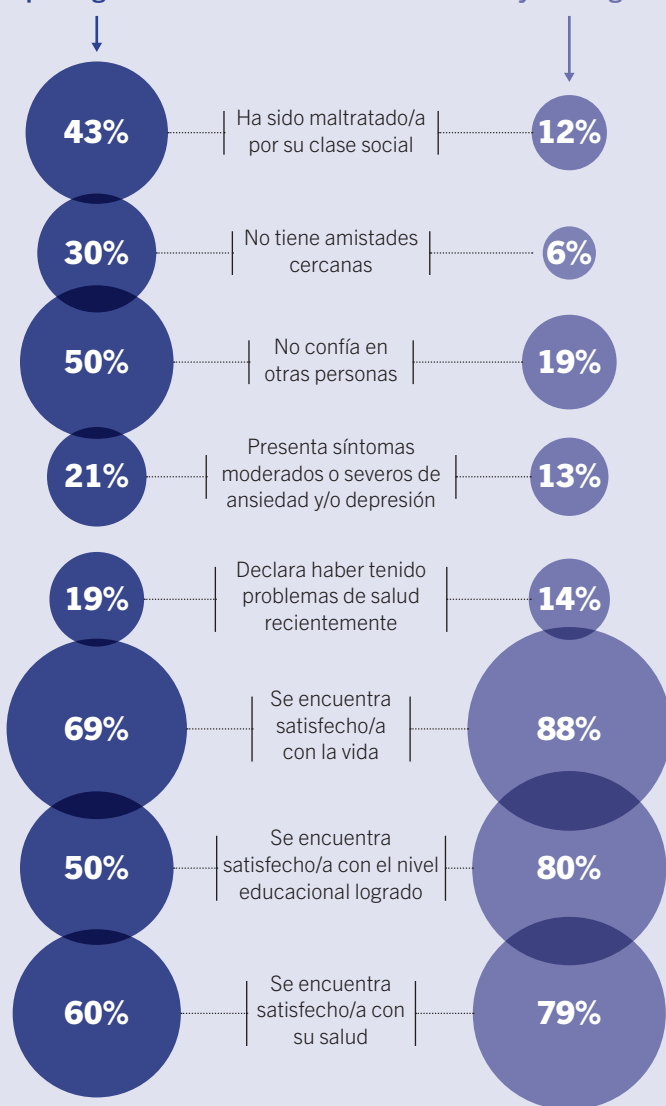 43%
Ha sido maltratado/a
por su clase social
12%
30%
No tiene amistades
cercanas
6%
50%
No confía en
otras personas
19%
21%
Presenta síntomas
moderados o severos de
ansiedad y/o depresión
13%
19%
Declara haber tenido
problemas de salud
recientemente
14%
69%
Se encuentra
satisfecho/a
con la vida
88%
50%
Se encuentra
satisfecho/a con el nivel
educacional logrado
80%
60%
Se encuentra
satisfecho/a con
su salud
79%